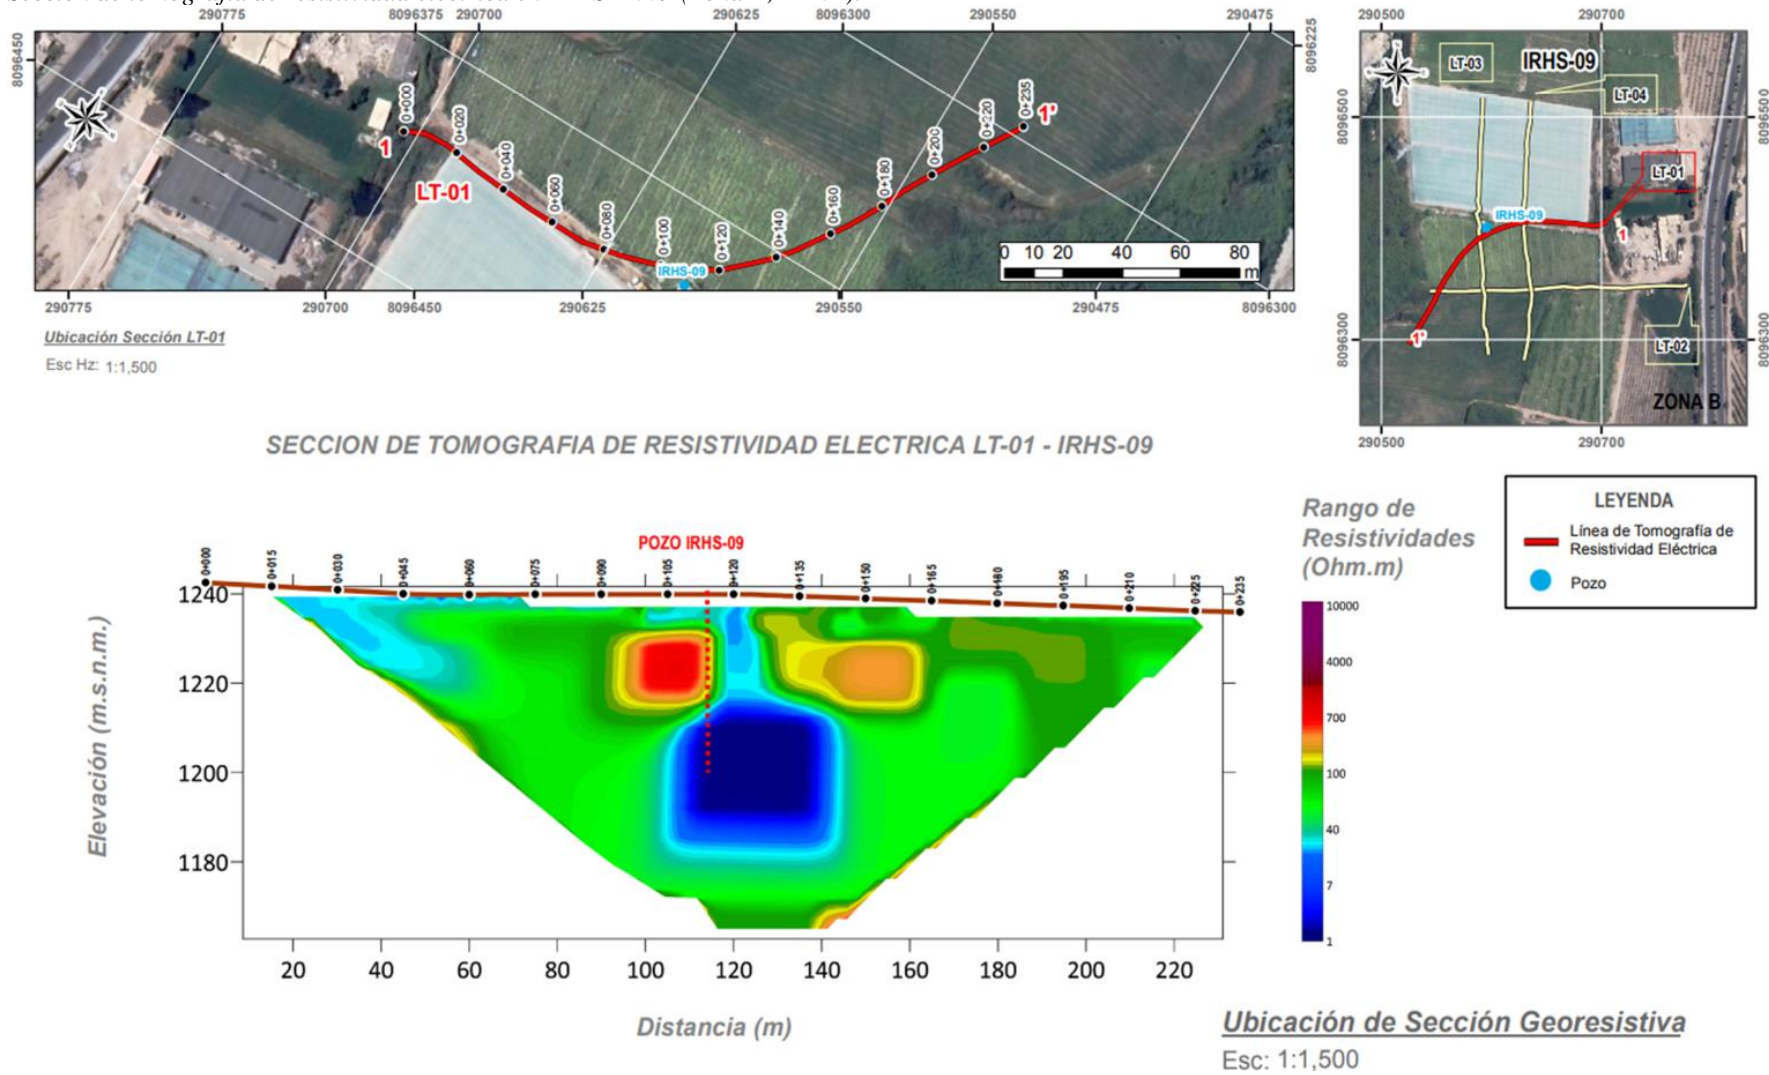 290775
8096375
290700
290625
8096300
290550
290475
8096450
8096225
0+000
0+020
0+040
0+060
0+080
0+100
0+120
0+140
0+160
0+180
0+200
0+220
0+235
1
1'
LT-01
IRHS-09
0 10 20 40 60 80
m
290775
290700
8096450
290625
290550
290475
8096300
Ubicación Sección LT-01
Esc Hz: 1:1,500
290500
290700
8096500
8096300
8096500
8096300
LT-03
IRHS-09
LT-04
LT-01
IRHS-09
1
1'
LT-02
ZONA B
290500
290700
SECCION DE TOMOGRAFIA DE RESISTIVIDAD ELECTRICA LT-01 - IRHS-09
POZO IRHS-09
0+000
0+015
0+030
0+045
0+060
0+075
0+090
0+105
0+120
0+135
0+150
0+165
0+180
0+195
0+210
0+225
0+235
Elevación (m.s.n.m.)
1240
1220
1200
1180
20 40 60 80 100 120 140 160 180 200 220
Distancia (m)
Rango de
Resistividades
(Ohm.m)
10000
4000
700
100
40
7
1
LEYENDA
Línea de Tomografía de
Resistividad Eléctrica
Pozo
Ubicación de Sección Georesistiva
Esc: 1:1,500